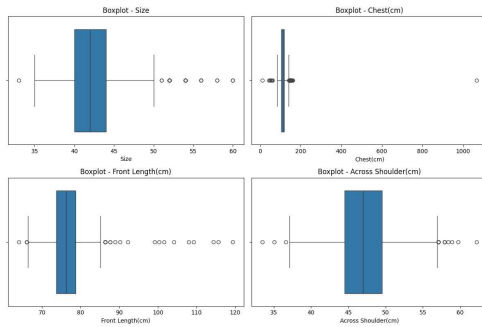 Boxplot - Size
35 40 45 50 55 60
Size
Boxplot - Chest(cm)
0 200 400 600 800 1000
Chest(cm)
Boxplot - Front Length(cm)
70 80 90 100 110 120
Front Length(cm)
Boxplot - Across Shoulder(cm)
35 40 45 50 55 60
Across Shoulder(cm)